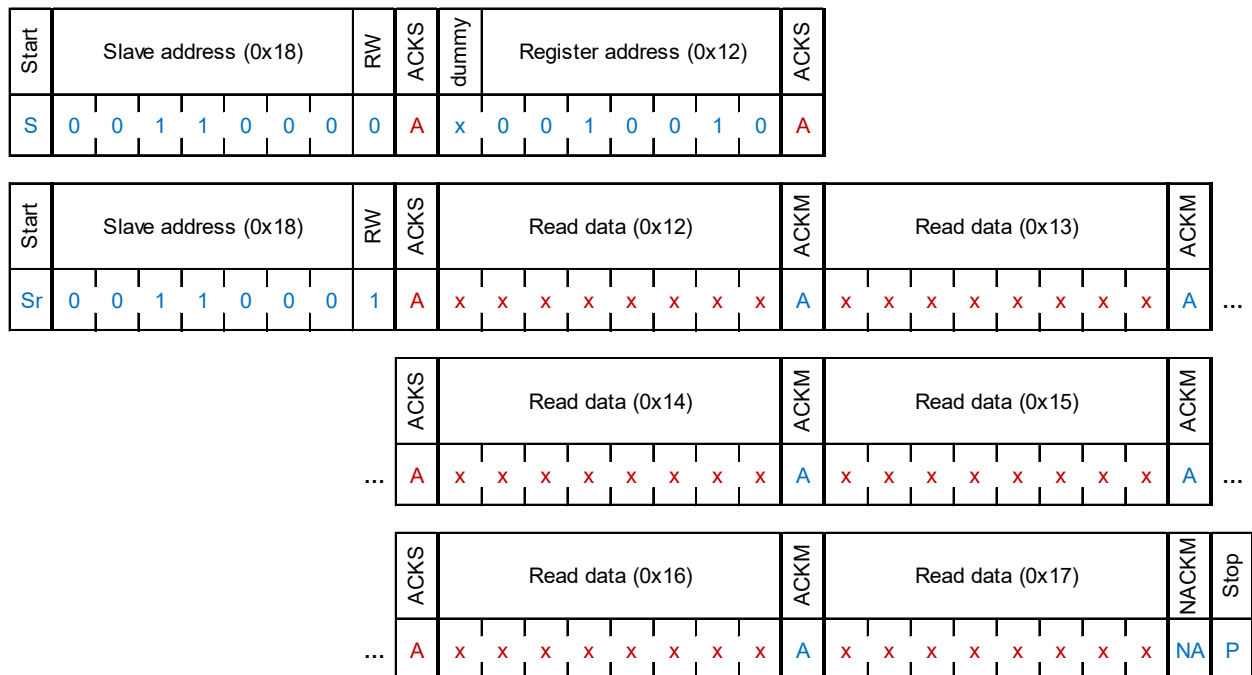 Start Slave address (0x18) RW ACKS dummy Register address (0x12) ACKS
S 0 0 1 1 0 0 0 0 A x 0 0 1 0 0 1 0 A
Start Slave address (0x18) RW ACKS Read data (0x12) ACKM Read data (0x13) ACKM
Sr 0 0 1 1 0 0 0 1 A x x x x x x x x A x x x x x x x x A ...
ACKS Read data (0x14) ACKM Read data (0x15) ACKM
... A x x x x x x x x A x x x x x x x x A ...
ACKS Read data (0x16) ACKM Read data (0x17) NACKM Stop
... A x x x x x x x x A x x x x x x x x NA P